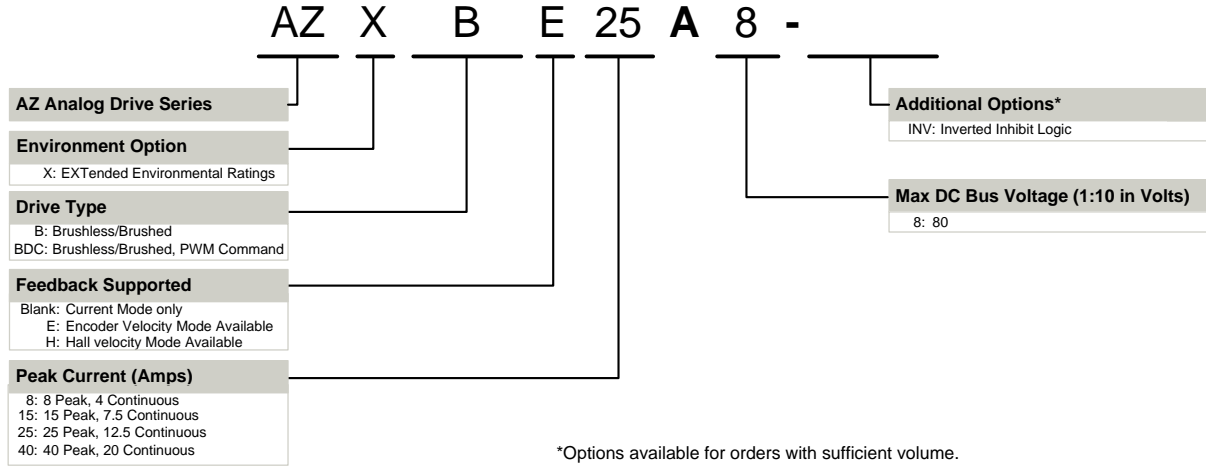 AZ X B E 25 A 8 -
AZ Analog Drive Series
Environment Option
X: EXTended Environmental Ratings
Drive Type
B: Brushless/Brushed
BDC: Brushless/Brushed, PWM Command
Feedback Supported
Blank: Current Mode only
E: Encoder Velocity Mode Available
H: Hall velocity Mode Available
Peak Current (Amps)
8: 8 Peak, 4 Continuous
15: 15 Peak, 7.5 Continuous
25: 25 Peak, 12.5 Continuous
40: 40 Peak, 20 Continuous
Additional Options*
INV: Inverted Inhibit Logic
Max DC Bus Voltage (1:10 in Volts)
8: 80
*Options available for orders with sufficient volume.